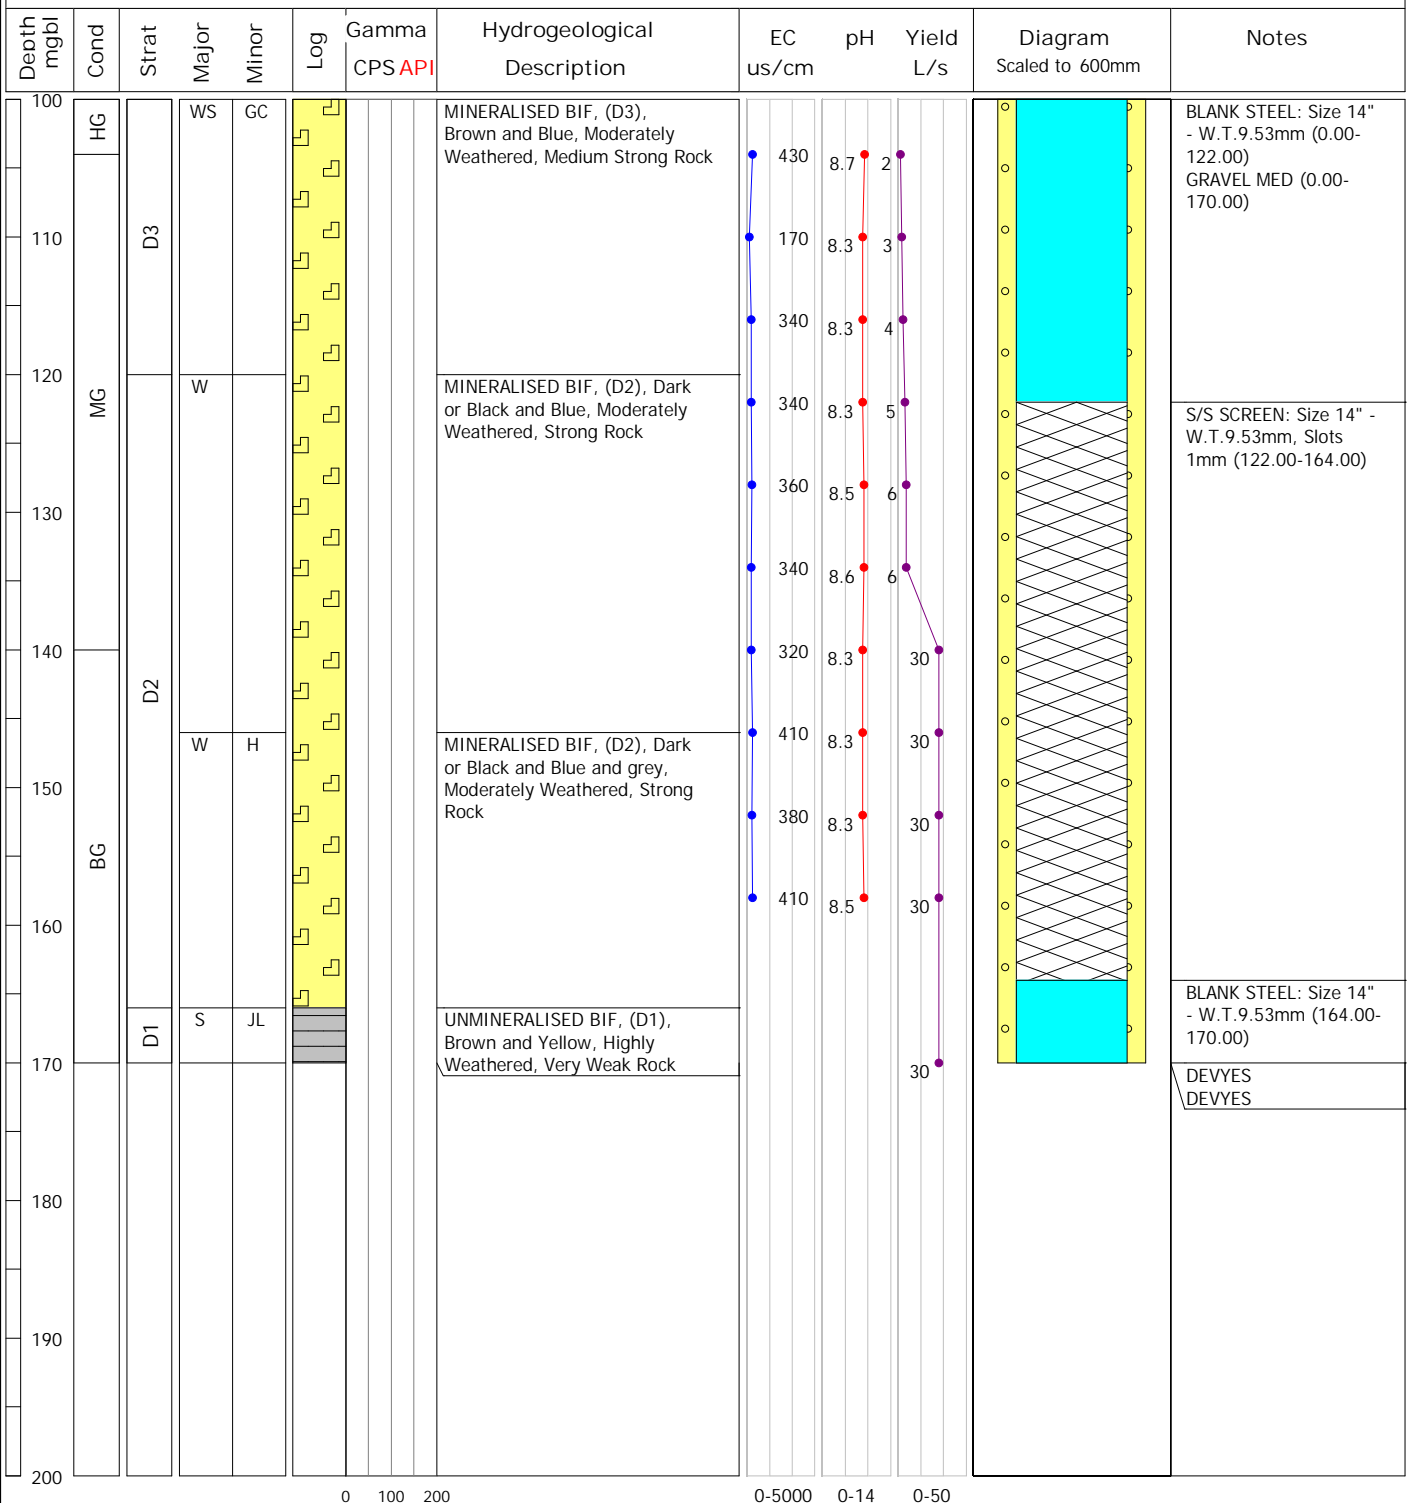 Depth mgbl
Cond
Strat
Major
Minor
Log
Gamma
CPS API
Hydrogeological
Description
EC
us/cm
pH
Yield
L/s
Diagram
Scaled to 600mm
Notes
100
110
120
130
140
150
160
170
180
190
200
HG
MG
BG
D3
D2
D1
WS GC
W
W H
S JL
MINERALISED BIF, (D3),
Brown and Blue, Moderately
Weathered, Medium Strong Rock
MINERALISED BIF, (D2), Dark
or Black and Blue, Moderately
Weathered, Strong Rock
MINERALISED BIF, (D2), Dark
or Black and Blue and grey,
Moderately Weathered, Strong
Rock
UNMINERALISED BIF, (D1),
Brown and Yellow, Highly
Weathered, Very Weak Rock
430 8.7 2
170 8.3 3
340 8.3 4
340 8.3 5
360 8.5 6
340 8.6 6
320 8.3 30
410 8.3 30
380 8.3 30
410 8.5 30
30
BLANK STEEL: Size 14"
- W.T.9.53mm (0.00-
122.00)
GRAVEL MED (0.00-
170.00)
S/S SCREEN: Size 14" -
W.T.9.53mm, Slots
1mm (122.00-164.00)
BLANK STEEL: Size 14"
- W.T.9.53mm (164.00-
170.00)
DEVYES
DEVYES
0 100 200
0-5000 0-14 0-50